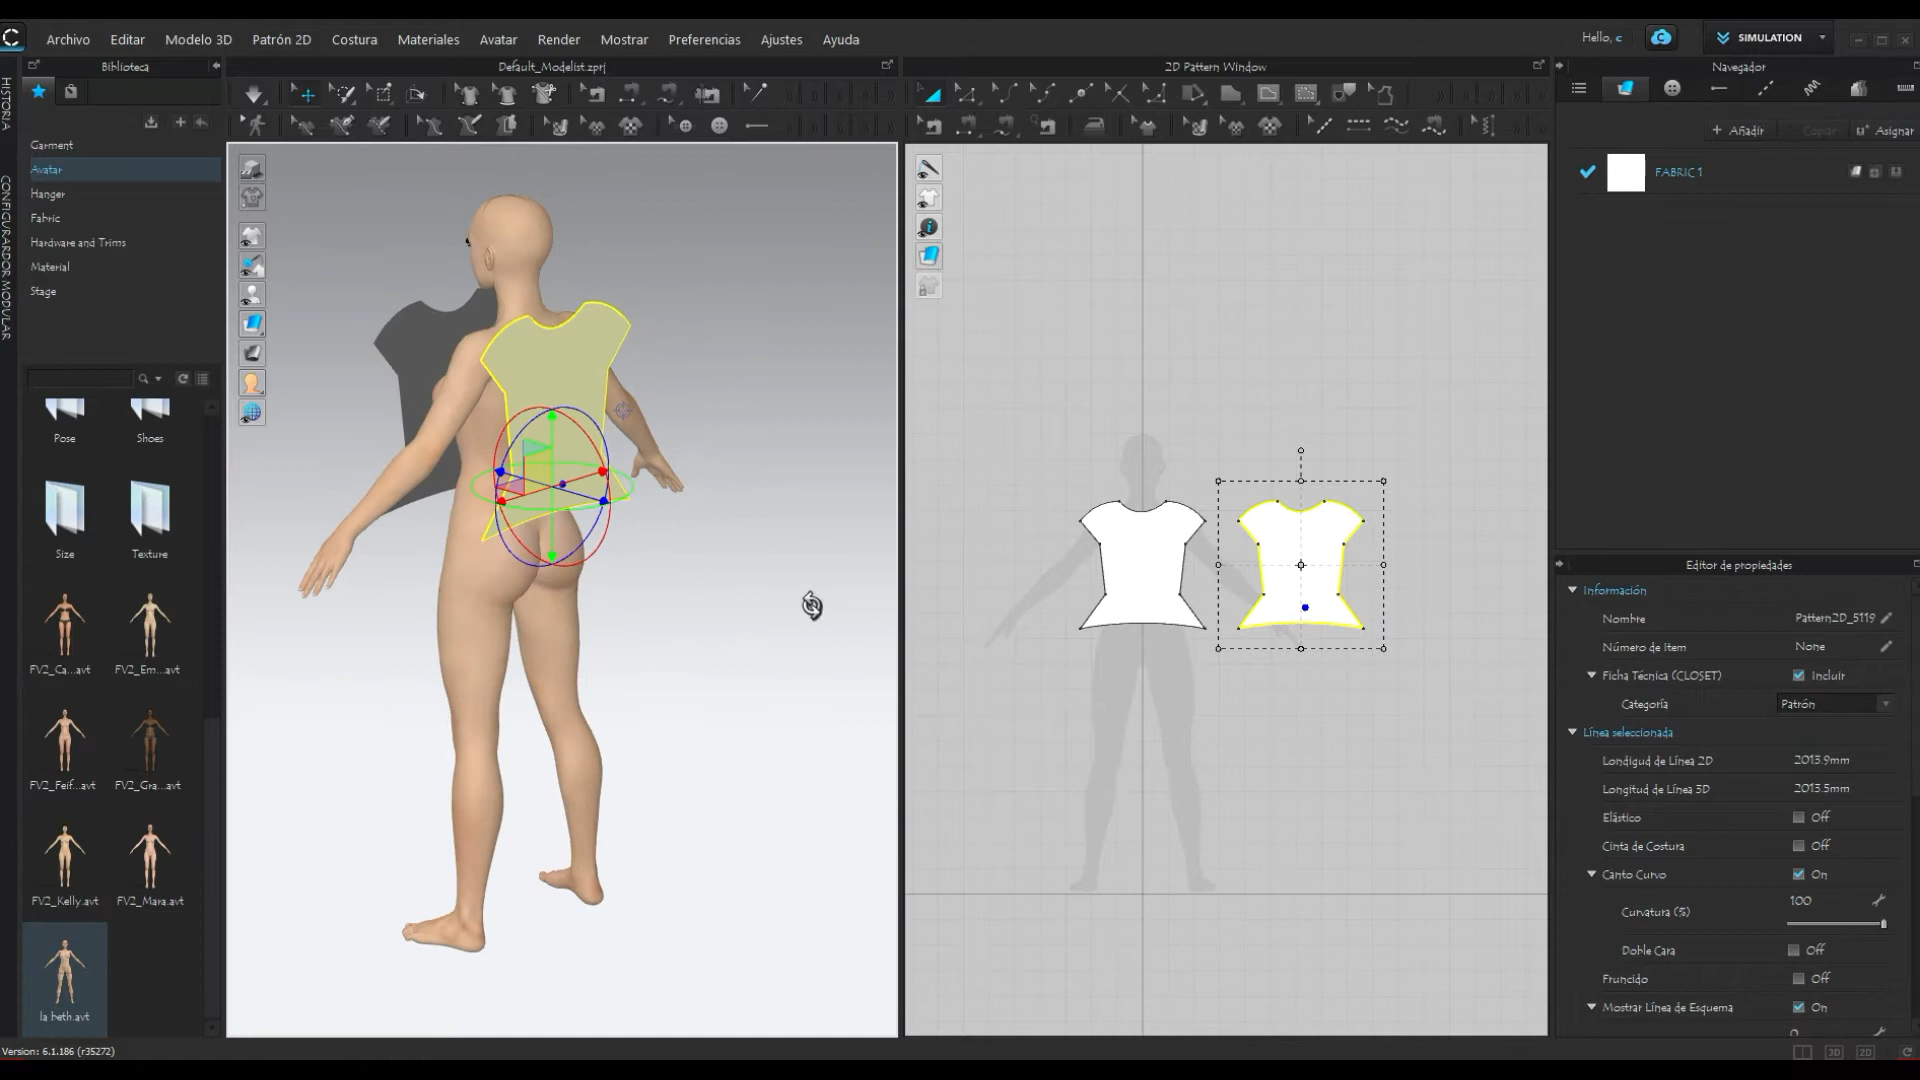 Archivo Editar Modelo 3D Patrón 2D Costura Materiales Avatar Render Mostrar Preferencias Ajustes Ayuda
Hello, c
SIMULATION
Biblioteca
Default_Modelist.zprj
2D Pattern Window
Navegador
HISTORIA
CONFIGURARDOR MODULAR
Garment
Avatar
Hanger
Fabric
Hardware and Trims
Material
Stage
Pose
Shoes
Size
Texture
FV2_Ca...avt
FV2_Em...avt
FV2_Feif...avt
FV2_Gra...avt
FV2_Kelly.avt
FV2_Mara.avt
la beth.avt
Version: 6.1.186 (r35272)
+ Añadir
Copiar
Asignar
FABRIC 1
Editor de propiedades
Información
Nombre Pattern2D_5119
Número de Item None
Ficha Técnica (CLOSET) Incluir
Categoría Patrón
Línea seleccionada
Londigud de Línea 2D 2013.9mm
Longitud de Línea 3D 2013.5mm
Elástico Off
Cinta de Costura Off
Canto Curvo On
Curvatura (%) 100
Doble Cara Off
Fruncido Off
Mostrar Línea de Esquema On
3D
2D